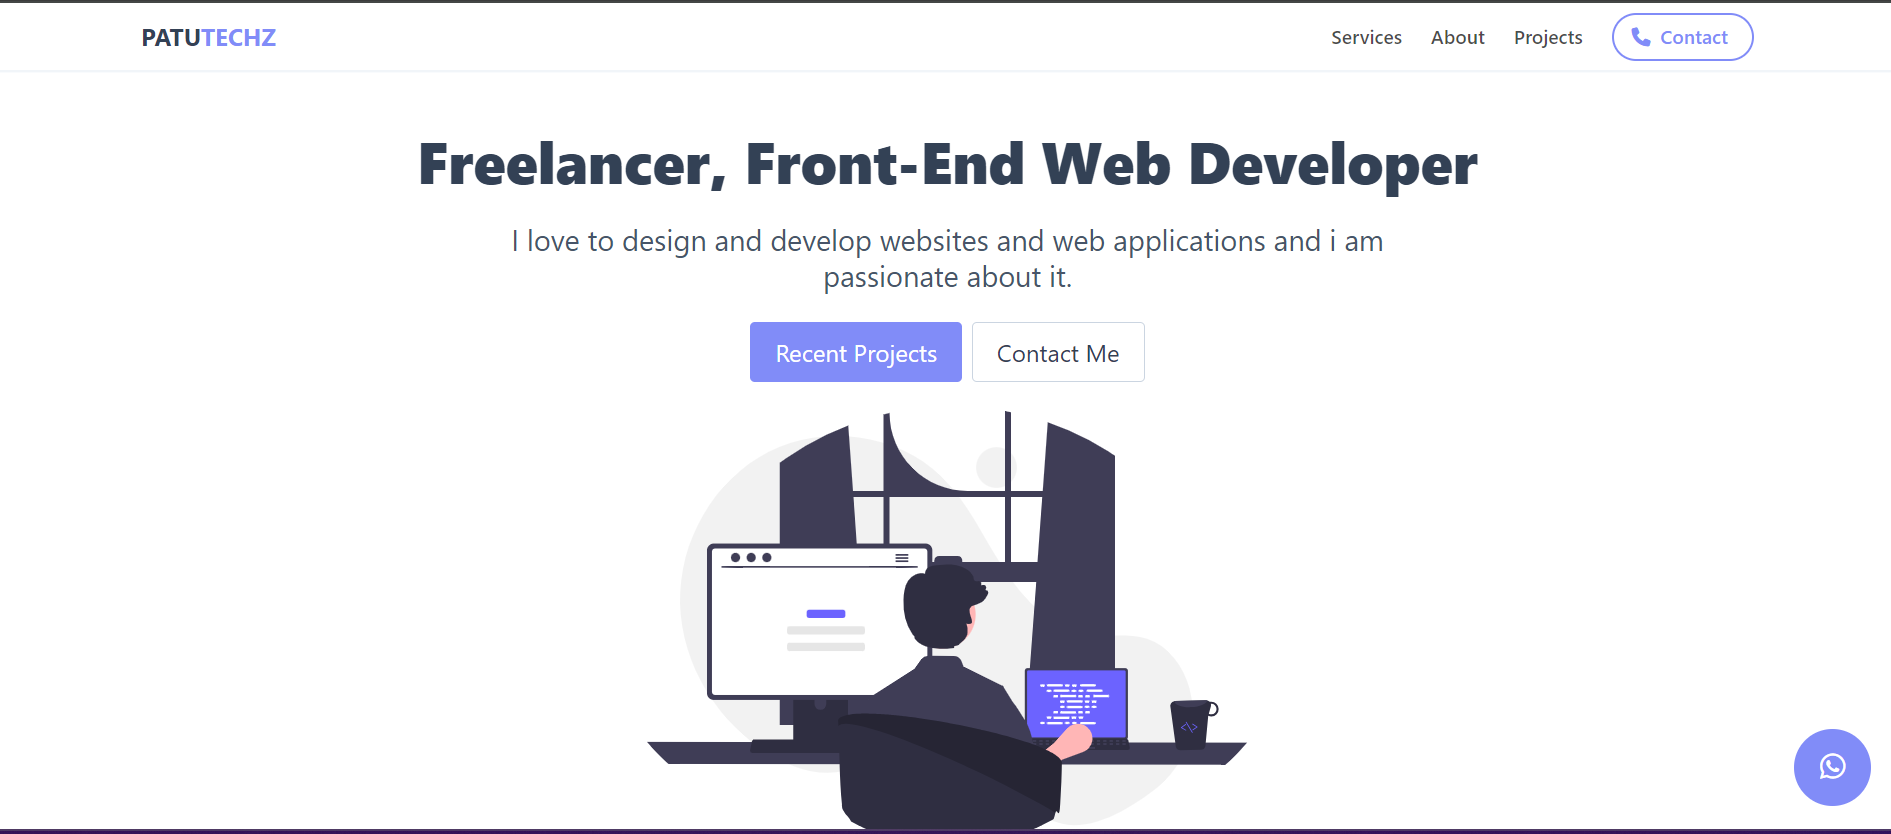 PATUTECHZ
Services About Projects Contact
Freelancer, Front-End Web Developer
I love to design and develop websites and web applications and i am
passionate about it.
Recent Projects Contact Me
<\>